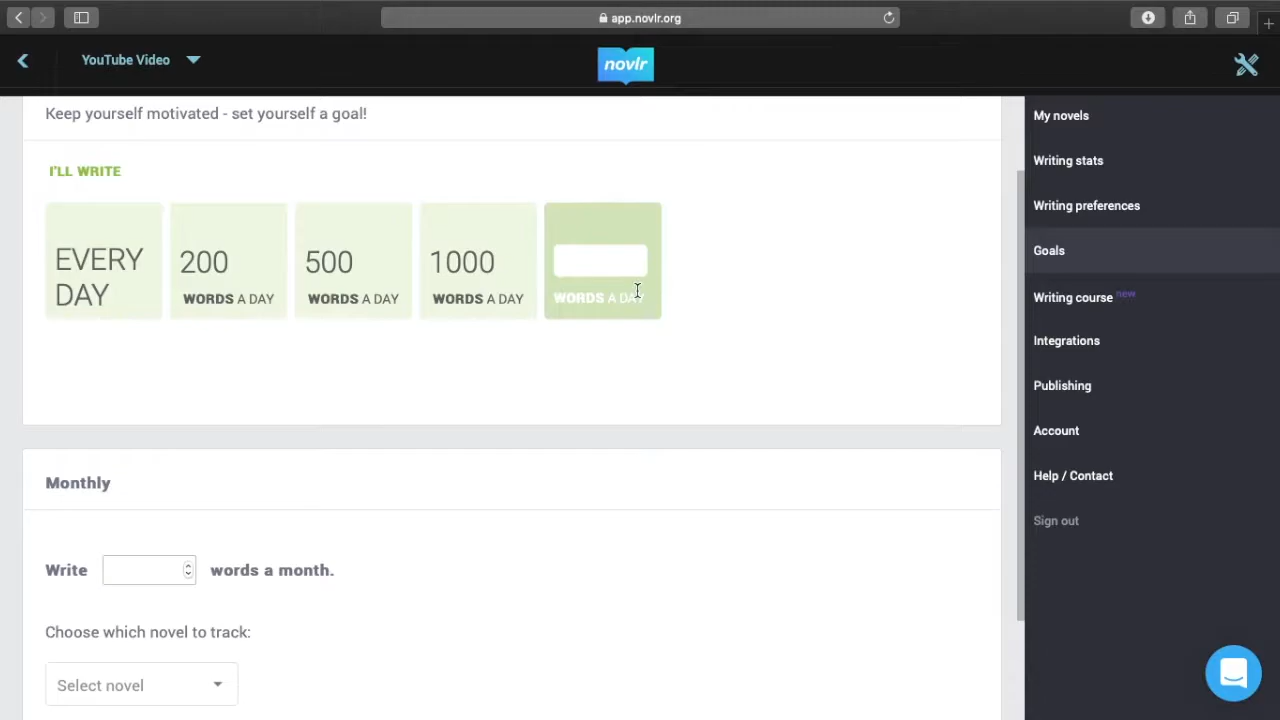 app.novlr.org
YouTube Video
novlr
Keep yourself motivated - set yourself a goal!
I'LL WRITE
EVERY
DAY
200
WORDS A DAY
500
WORDS A DAY
1000
WORDS A DAY
WORDS A DAY
Monthly
Write words a month.
Choose which novel to track:
Select novel
My novels
Writing stats
Writing preferences
Goals
Writing course new
Integrations
Publishing
Account
Help / Contact
Sign out